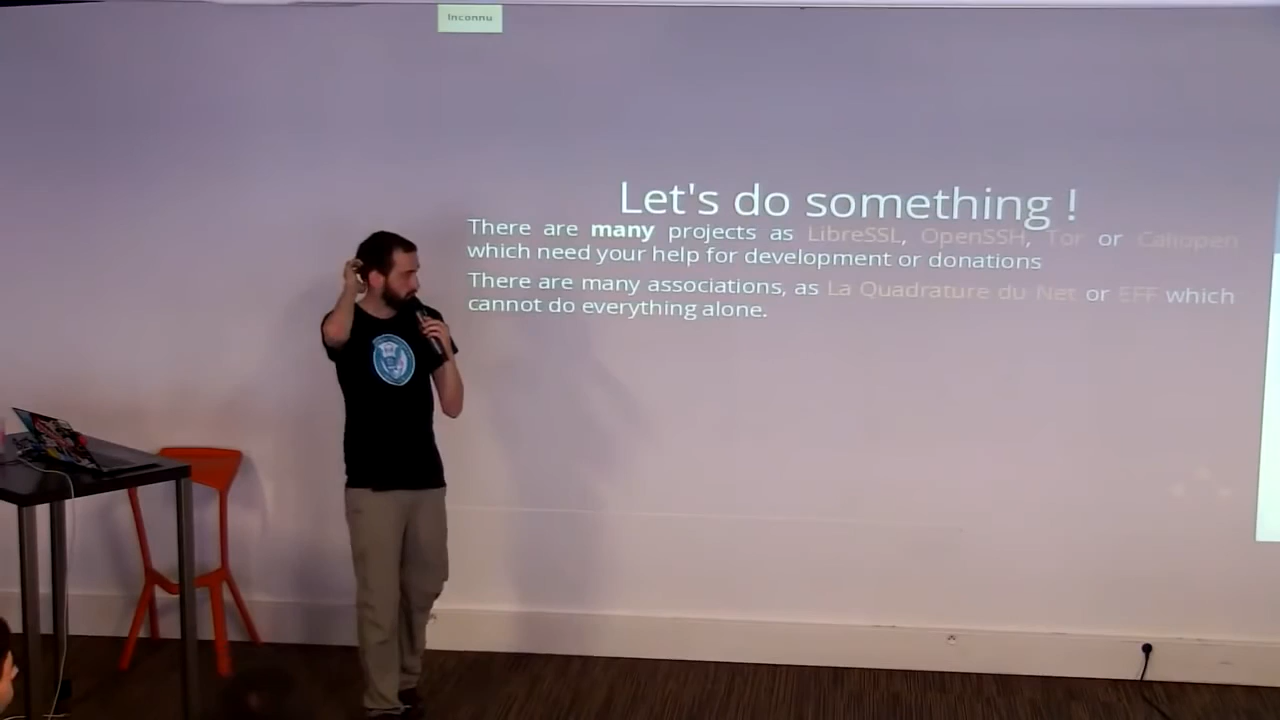 Inconnu
Let's do something !
There are many projects as LibreSSL, OpenSSH, Tor or Caliopen
which need your help for development or donations
There are many associations, as La Quadrature du Net or EFF which
cannot do everything alone.